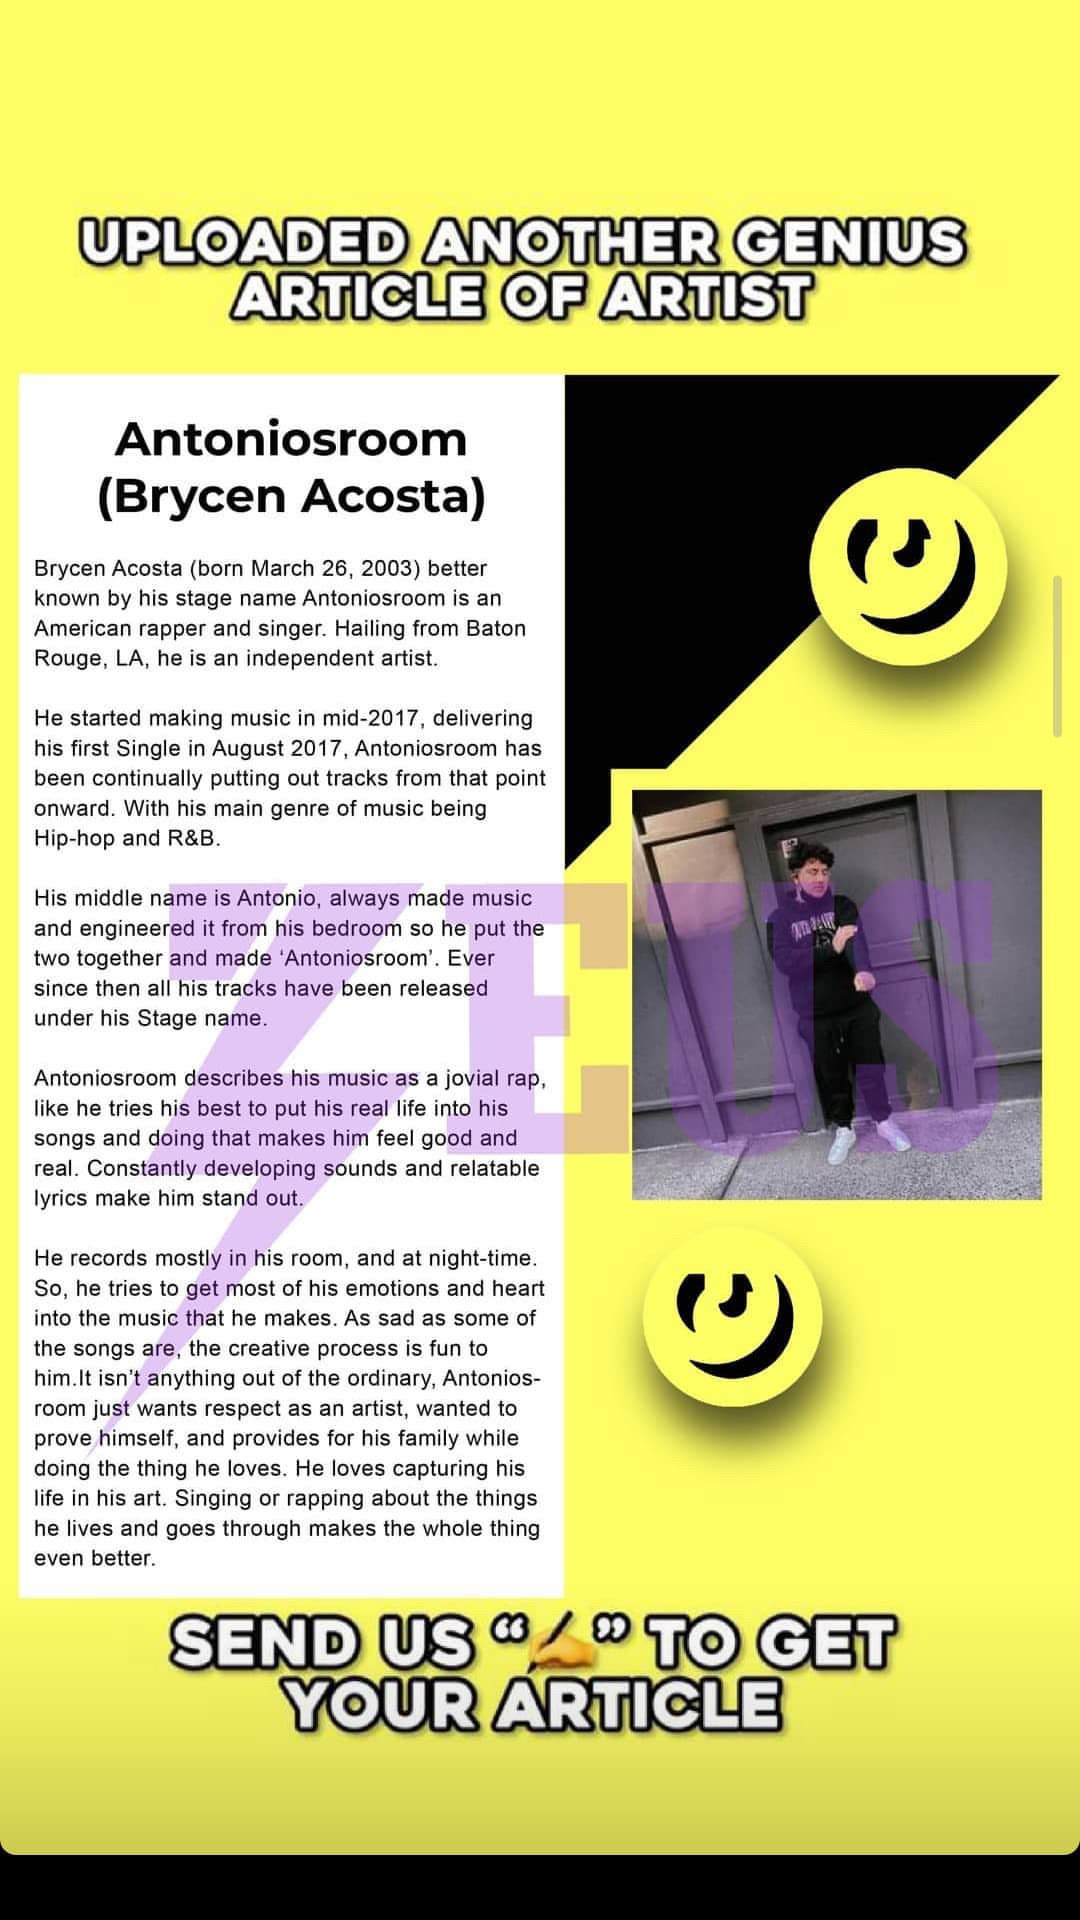 UPLOADED ANOTHER GENIUS
ARTICLE OF ARTIST
Antoniosroom
(Brycen Acosta)
Brycen Acosta (born March 26, 2003) better
known by his stage name Antoniosroom is an
American rapper and singer. Hailing from Baton
Rouge, LA, he is an independent artist.
He started making music in mid-2017, delivering
his first Single in August 2017, Antoniosroom has
been continually putting out tracks from that point
onward. With his main genre of music being
Hip-hop and R&B.
His middle name is Antonio, always made music
and engineered it from his bedroom so he put the
two together and made ‘Antoniosroom’. Ever
since then all his tracks have been released
under his Stage name.
Antoniosroom describes his music as a jovial rap,
like he tries his best to put his real life into his
songs and doing that makes him feel good and
real. Constantly developing sounds and relatable
lyrics make him stand out.
He records mostly in his room, and at night-time.
So, he tries to get most of his emotions and heart
into the music that he makes. As sad as some of
the songs are, the creative process is fun to
him.It isn’t anything out of the ordinary, Antonios-
room just wants respect as an artist, wanted to
prove himself, and provides for his family while
doing the thing he loves. He loves capturing his
life in his art. Singing or rapping about the things
he lives and goes through makes the whole thing
even better.
ZEUS
SEND US “✍️” TO GET
YOUR ARTICLE